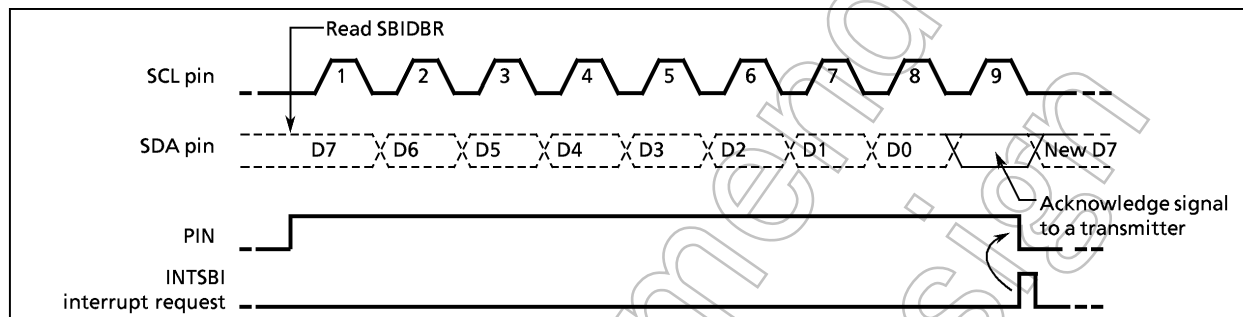 Read SBIDBR
SCL pin
1 2 3 4 5 6 7 8 9
SDA pin
D7 D6 D5 D4 D3 D2 D1 D0 New D7
Acknowledge signal
to a transmitter
PIN
INTSBI
interrupt request